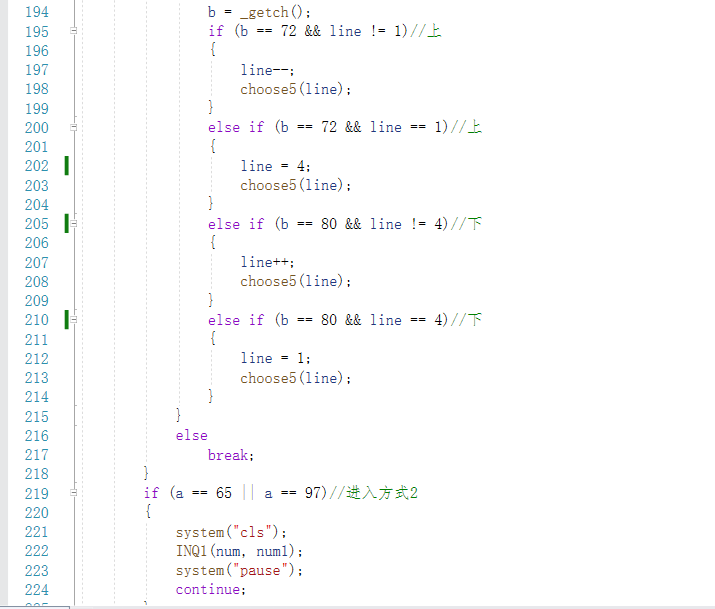 194 b = _getch();
195 if (b == 72 && line != 1)//上
196 {
197 line--;
198 choose5(line);
199 }
200 else if (b == 72 && line == 1)//上
201 {
202 line = 4;
203 choose5(line);
204 }
205 else if (b == 80 && line != 4)//下
206 {
207 line++;
208 choose5(line);
209 }
210 else if (b == 80 && line == 4)//下
211 {
212 line = 1;
213 choose5(line);
214 }
215 }
216 else
217 break;
218 }
219 if (a == 65 || a == 97)//进入方式2
220 {
221 system("cls");
222 INQ1(num, num1);
223 system("pause");
224 continue;